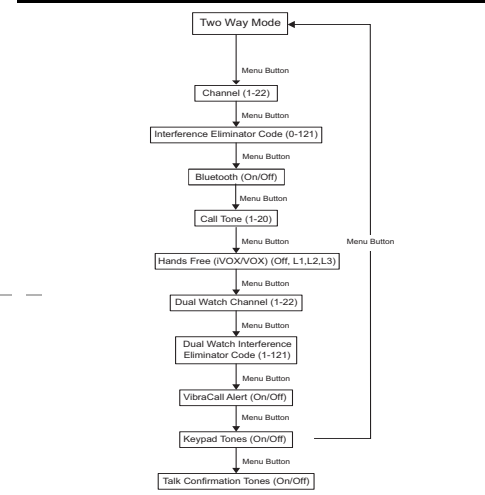 Two Way Mode
Menu Button
Channel (1-22)
Menu Button
Interference Eliminator Code (0-121)
Menu Button
Bluetooth (On/Off)
Menu Button
Call Tone (1-20)
Menu Button
Menu Button
Hands Free (iVOX/VOX) (Off, L1,L2,L3)
Menu Button
Dual Watch Channel (1-22)
Menu Button
Dual Watch Interference
Eliminator Code (1-121)
Menu Button
VibraCall Alert (On/Off)
Menu Button
Keypad Tones (On/Off)
Menu Button
Talk Confirmation Tones (On/Off)